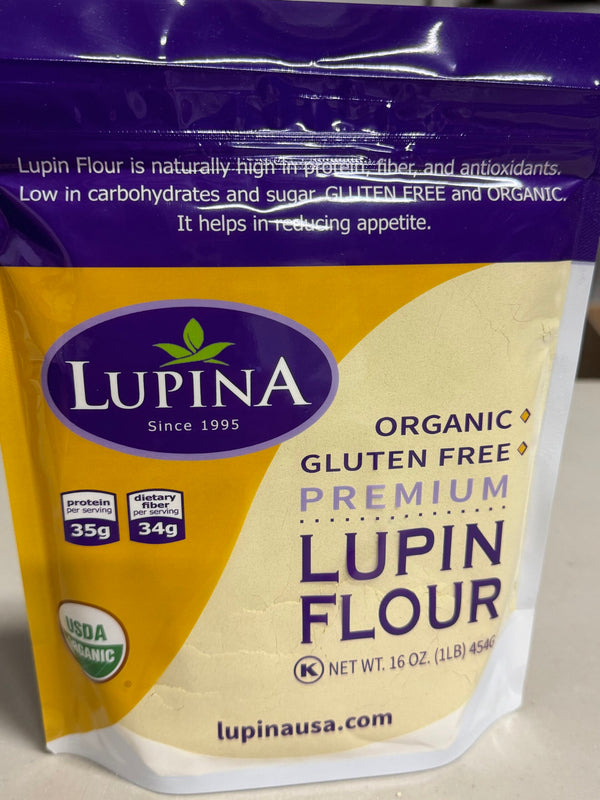 Lupin Flour is naturally high in protein, fiber, and antioxidants.
Low in carbohydrates and sugar. GLUTEN FREE and ORGANIC.
It helps in reducing appetite.
LUPINA
Since 1995
ORGANIC
GLUTEN FREE
PREMIUM
LUPIN
FLOUR
protein
per serving
35g
dietary
fiber
per serving
34g
USDA
ORGANIC
K NET WT. 16 OZ. (1LB) 454G
lupinausa.com